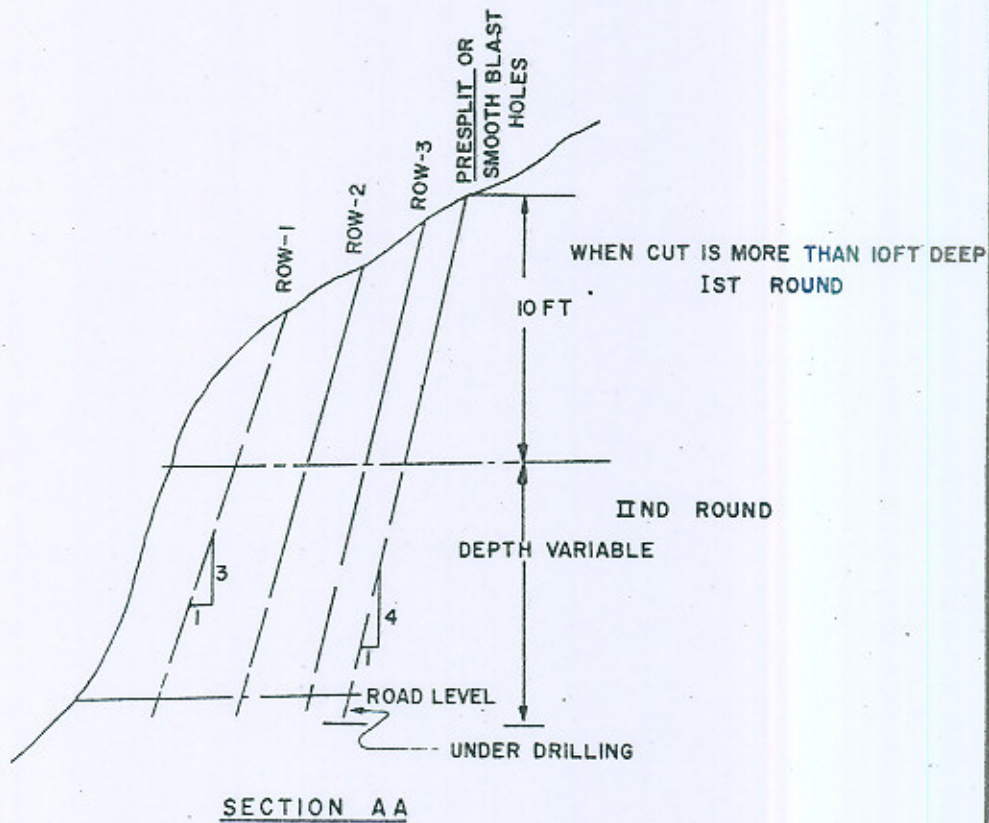 PRESPLIT OR
SMOOTH BLAST
HOLES
ROW-3
ROW-2
ROW-1
WHEN CUT IS MORE THAN 10FT DEEP
IST ROUND
10 FT
IIND ROUND
DEPTH VARIABLE
3
1
4
1
ROAD LEVEL
UNDER DRILLING
SECTION AA